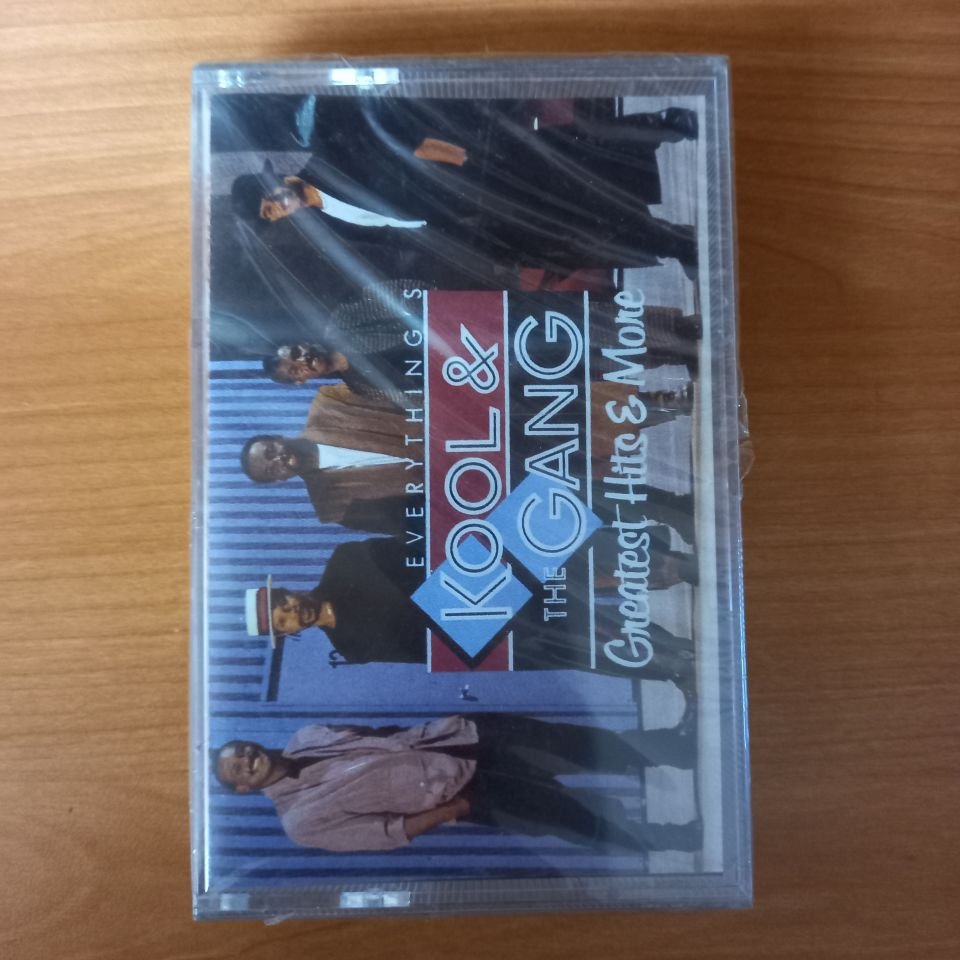 EVERYTHING'S
KOOL &
THE GANG
Greatest Hits & More